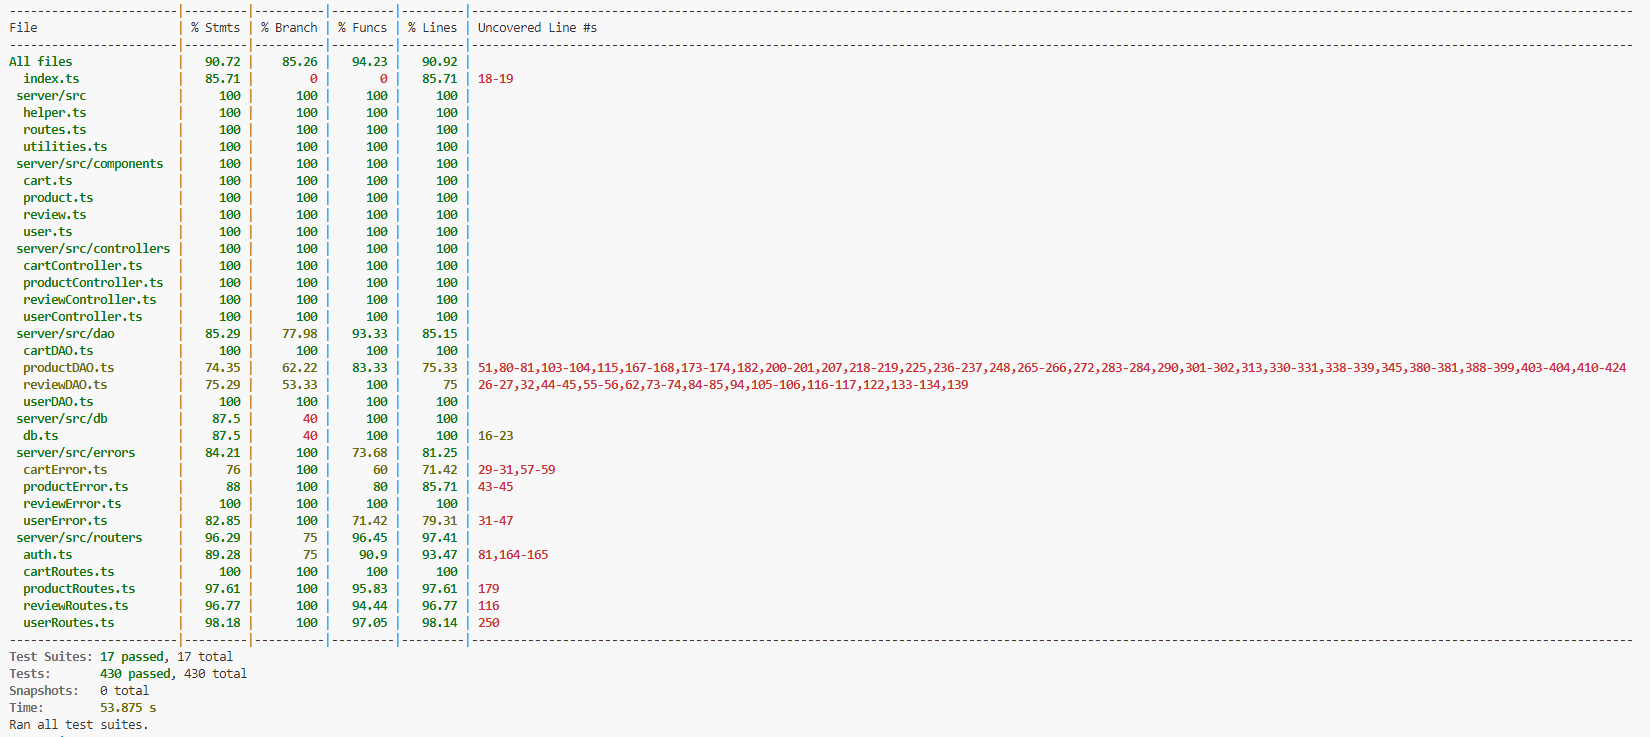 ------------------------|---------|----------|---------|---------|----------------------------------------------------------------------------------------------------------------------------------------------------------------------
File                    | % Stmts | % Branch | % Funcs | % Lines | Uncovered Line #s
------------------------|---------|----------|---------|---------|----------------------------------------------------------------------------------------------------------------------------------------------------------------------
All files               |   90.72 |    85.26 |   94.23 |   90.92 |
  index.ts              |   85.71 |        0 |       0 |   85.71 | 18-19
 server/src             |     100 |      100 |     100 |     100 |
  helper.ts             |     100 |      100 |     100 |     100 |
  routes.ts             |     100 |      100 |     100 |     100 |
  utilities.ts          |     100 |      100 |     100 |     100 |
 server/src/components  |     100 |      100 |     100 |     100 |
  cart.ts               |     100 |      100 |     100 |     100 |
  product.ts            |     100 |      100 |     100 |     100 |
  review.ts             |     100 |      100 |     100 |     100 |
  user.ts               |     100 |      100 |     100 |     100 |
 server/src/controllers |     100 |      100 |     100 |     100 |
  cartController.ts     |     100 |      100 |     100 |     100 |
  productController.ts  |     100 |      100 |     100 |     100 |
  reviewController.ts   |     100 |      100 |     100 |     100 |
  userController.ts     |     100 |      100 |     100 |     100 |
 server/src/dao         |   85.29 |    77.98 |   93.33 |   85.15 |
  cartDAO.ts            |     100 |      100 |     100 |     100 |
  productDAO.ts         |   74.35 |    62.22 |   83.33 |   75.33 | 51,80-81,103-104,115,167-168,173-174,182,200-201,207,218-219,225,236-237,248,265-266,272,283-284,290,301-302,313,330-331,338-339,345,380-381,388-399,403-404,410-424
  reviewDAO.ts          |   75.29 |    53.33 |     100 |      75 | 26-27,32,44-45,55-56,62,73-74,84-85,94,105-106,116-117,122,133-134,139
  userDAO.ts            |     100 |      100 |     100 |     100 |
 server/src/db          |    87.5 |       40 |     100 |     100 |
  db.ts                 |    87.5 |       40 |     100 |     100 | 16-23
 server/src/errors      |   84.21 |      100 |   73.68 |   81.25 |
  cartError.ts          |      76 |      100 |      60 |   71.42 | 29-31,57-59
  productError.ts       |      88 |      100 |      80 |   85.71 | 43-45
  reviewError.ts        |     100 |      100 |     100 |     100 |
  userError.ts          |   82.85 |      100 |   71.42 |   79.31 | 31-47
 server/src/routers     |   96.29 |       75 |   96.45 |   97.41 |
  auth.ts               |   89.28 |       75 |    90.9 |   93.47 | 81,164-165
  cartRoutes.ts         |     100 |      100 |     100 |     100 |
  productRoutes.ts      |   97.61 |      100 |   95.83 |   97.61 | 179
  reviewRoutes.ts       |   96.77 |      100 |   94.44 |   96.77 | 116
  userRoutes.ts         |   98.18 |      100 |   97.05 |   98.14 | 250
------------------------|---------|----------|---------|---------|----------------------------------------------------------------------------------------------------------------------------------------------------------------------
Test Suites: 17 passed, 17 total
Tests:       430 passed, 430 total
Snapshots:   0 total
Time:        53.875 s
Ran all test suites.